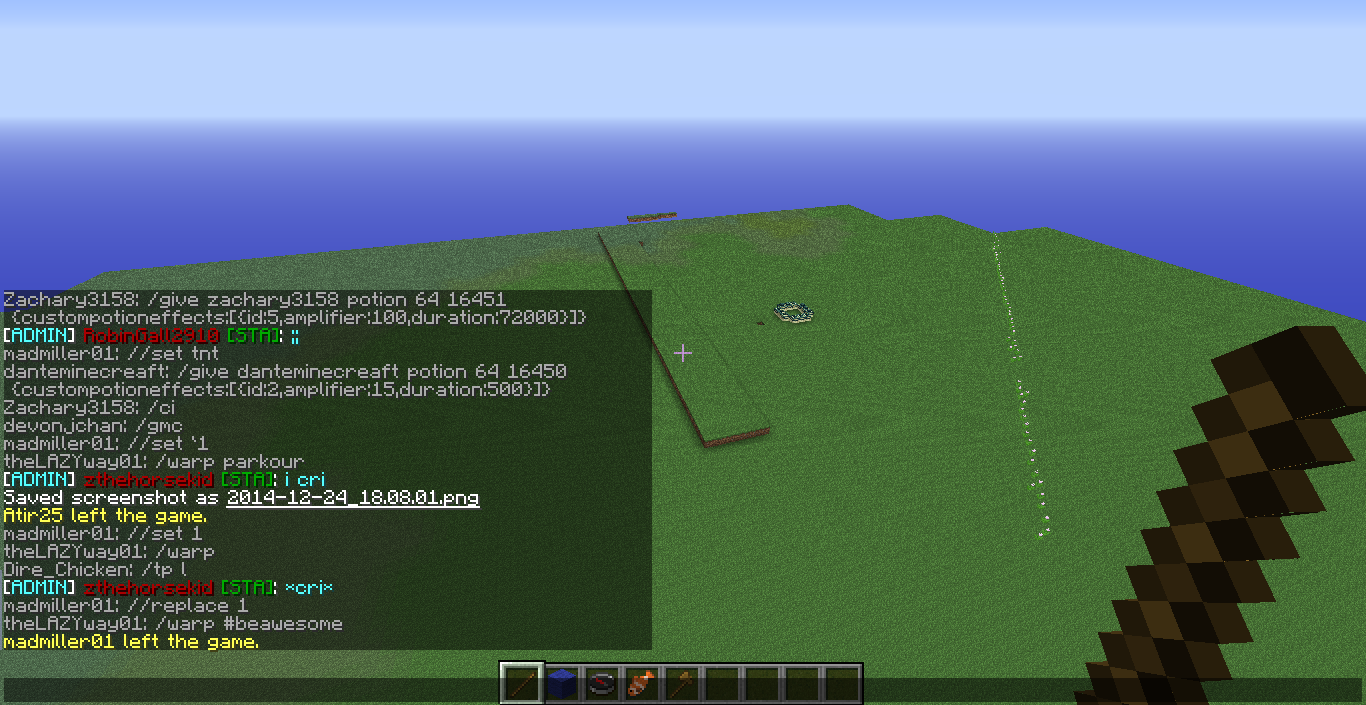 Zachary3158: /give zachary3158 potion 64 16451
{custompotioneffects:[{id:5,amplifier:100,duration:72000}]}
[ADMIN] RobinGall2910 [STA]: ;;
madmiller01: //set tnt
danteminecreaft: /give danteminecreaft potion 64 16450
{custompotioneffects:[{id:2,amplifier:15,duration:500}]}
Zachary3158: /ci
devonjchan: /gmc
madmiller01: //set `1
theLAZYway01: /warp parkour
[ADMIN] zthehorsekid [STA]: i cri
Saved screenshot as 2014-12-24_18.08.01.png
Atir25 left the game.
madmiller01: //set 1
theLAZYway01: /warp
Dire_Chicken: /tp l
[ADMIN] zthehorsekid [STA]: *cri*
madmiller01: //replace 1
theLAZYway01: /warp #beawesome
madmiller01 left the game.